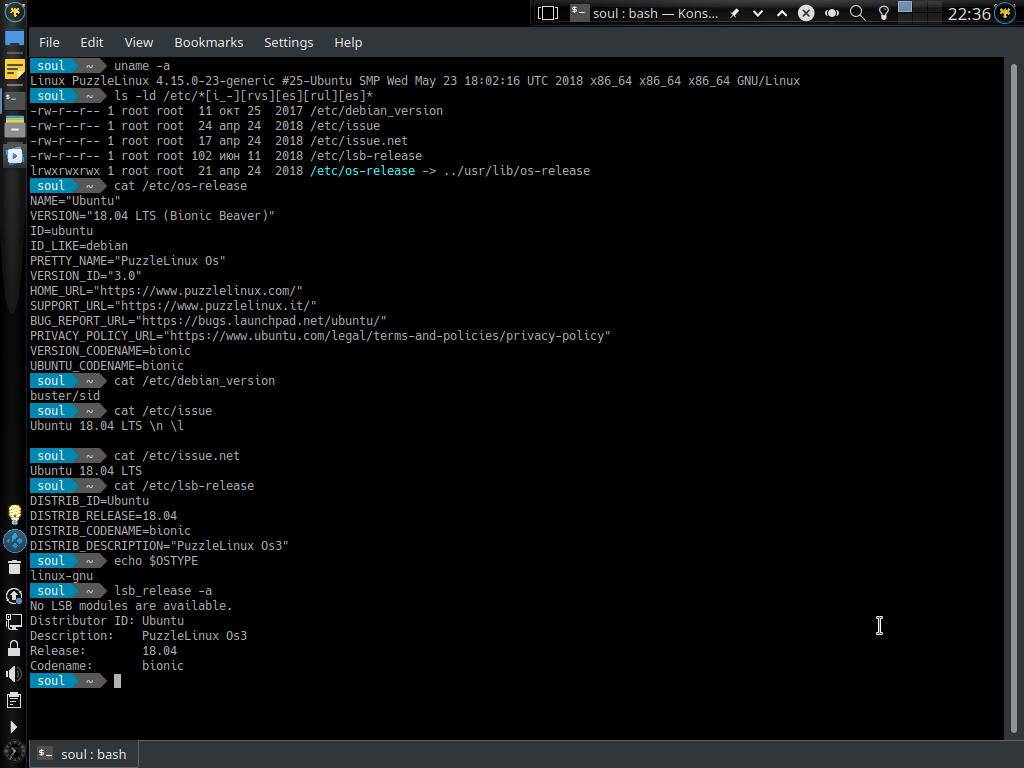 soul : bash — Kons...
22:36
File Edit View Bookmarks Settings Help
soul ~ uname -a
Linux PuzzleLinux 4.15.0-23-generic #25-Ubuntu SMP Wed May 23 18:02:16 UTC 2018 x86_64 x86_64 x86_64 GNU/Linux
soul ~ ls -ld /etc/*[i_-][rvs][es][rul][es]*
-rw-r--r-- 1 root root  11 окт 25  2017 /etc/debian_version
-rw-r--r-- 1 root root  24 апр 24  2018 /etc/issue
-rw-r--r-- 1 root root  17 апр 24  2018 /etc/issue.net
-rw-r--r-- 1 root root 102 июн 11  2018 /etc/lsb-release
lrwxrwxrwx 1 root root  21 апр 24  2018 /etc/os-release -> ../usr/lib/os-release
soul ~ cat /etc/os-release
NAME="Ubuntu"
VERSION="18.04 LTS (Bionic Beaver)"
ID=ubuntu
ID_LIKE=debian
PRETTY_NAME="PuzzleLinux Os"
VERSION_ID="3.0"
HOME_URL="https://www.puzzlelinux.com/"
SUPPORT_URL="https://www.puzzlelinux.it/"
BUG_REPORT_URL="https://bugs.launchpad.net/ubuntu/"
PRIVACY_POLICY_URL="https://www.ubuntu.com/legal/terms-and-policies/privacy-policy"
VERSION_CODENAME=bionic
UBUNTU_CODENAME=bionic
soul ~ cat /etc/debian_version
buster/sid
soul ~ cat /etc/issue
Ubuntu 18.04 LTS \n \l
soul ~ cat /etc/issue.net
Ubuntu 18.04 LTS
soul ~ cat /etc/lsb-release
DISTRIB_ID=Ubuntu
DISTRIB_RELEASE=18.04
DISTRIB_CODENAME=bionic
DISTRIB_DESCRIPTION="PuzzleLinux Os3"
soul ~ echo $OSTYPE
linux-gnu
soul ~ lsb_release -a
No LSB modules are available.
Distributor ID: Ubuntu
Description:    PuzzleLinux Os3
Release:        18.04
Codename:       bionic
soul ~
soul : bash